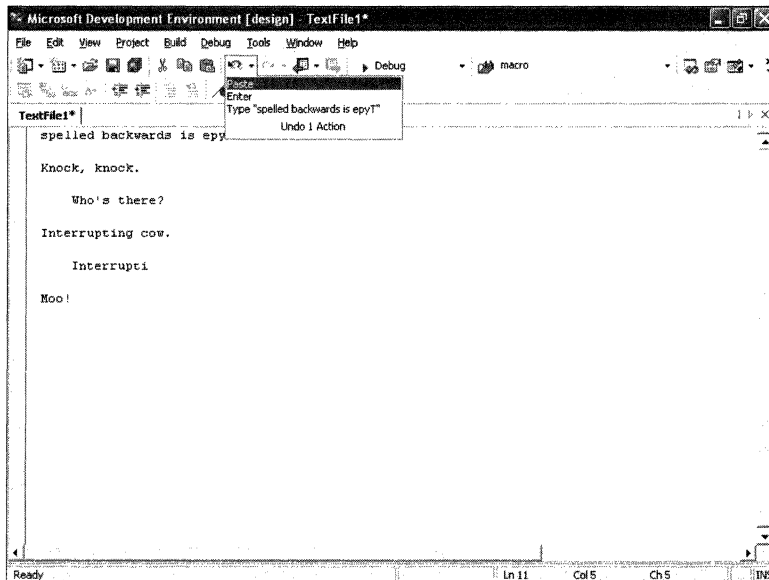 Microsoft Development Environment [design] - TextFile1*
File Edit View Project Build Debug Tools Window Help
Debug macro
Paste
Enter
Type "spelled backwards is epyT"
Undo 1 Action
TextFile1*
spelled backwards is epy
Knock, knock.
Who's there?
Interrupting cow.
Interrupti
Moo!
Ready Ln 11 Col 5 Ch 5 INS